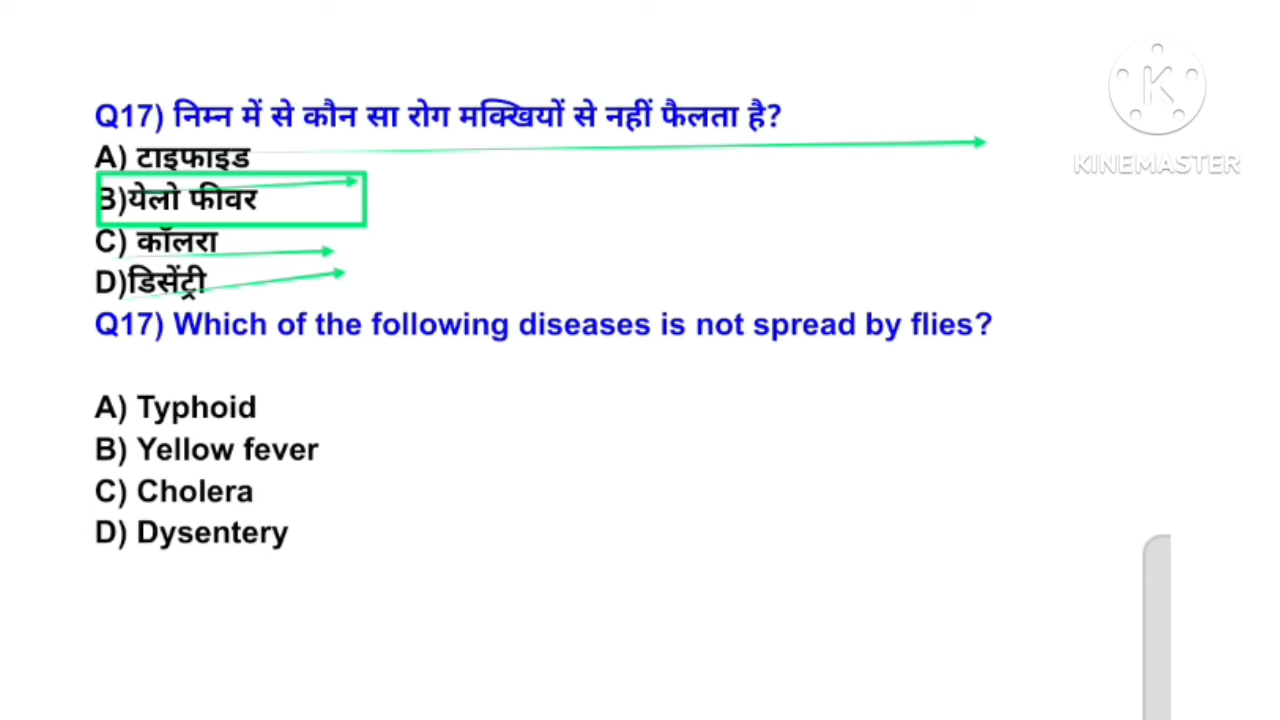 Q17) निम्न में से कौन सा रोग मक्खियों से नहीं फैलता है?
A) टाइफाइड
B)येलो फीवर
C) कॉलरा
D)डिसेंट्री
Q17) Which of the following diseases is not spread by flies?
A) Typhoid
B) Yellow fever
C) Cholera
D) Dysentery
K
KINEMASTER